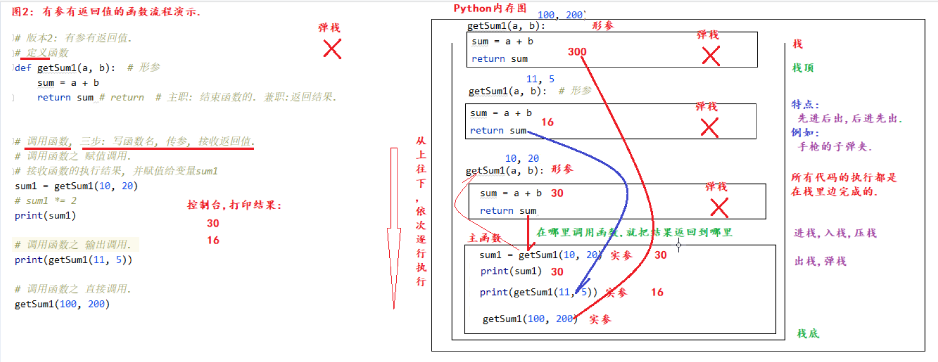 图2: 有参有返回值的函数流程演示.
# 版本2: 有参有返回值.
# 定义函数
def getSum1(a, b):  # 形参
    sum = a + b
    return sum # return  # 主职: 结束函数的. 兼职:返回结果.
弹栈
# 调用函数, 三步: 写函数名, 传参, 接收返回值.
# 调用函数之 赋值调用.
# 接收函数的执行结果, 并赋值给变量sum1
sum1 = getSum1(10, 20)
# sum1 *= 2
print(sum1)
# 调用函数之 输出调用.
print(getSum1(11, 5))
# 调用函数之 直接调用.
getSum1(100, 200)
控制台,打印结果:
30
16
从上往下,依次逐行执行
Python内存图
100, 200'
getSum1(a, b): 形参
sum = a + b
return sum
300
弹栈
11, 5
getSum1(a, b):  # 形参
sum = a + b
return sum
16
弹栈
10, 20
getSum1(a, b): 形参
sum = a + b 30
return sum
弹栈
在哪里调用函数.就把结果返回到哪里
主函数
sum1 = getSum1(10, 20) 实参 30
print(sum1) 30
print(getSum1(11, 5)) 实参 16
getSum1(100, 200) 实参
栈
栈顶
特点:
先进后出,后进先出.
例如:
手枪的子弹夹.
所有代码的执行都是
在栈里边完成的.
进栈,入栈,压栈
出栈,弹栈
栈底